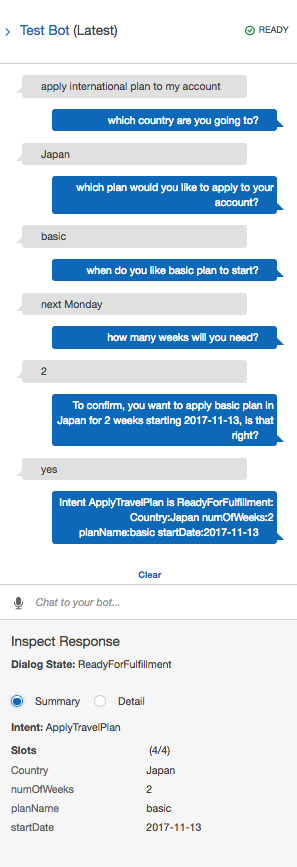 Test Bot (Latest)
READY
apply international plan to my account
which country are you going to?
Japan
which plan would you like to apply to your
account?
basic
when do you like basic plan to start?
next Monday
how many weeks will you need?
2
To confirm, you want to apply basic plan in
Japan for 2 weeks starting 2017-11-13, is that
right?
yes
Intent ApplyTravelPlan is ReadyForFulfillment:
Country:Japan numOfWeeks:2
planName:basic startDate:2017-11-13
Clear
Chat to your bot...
Inspect Response
Dialog State: ReadyForFulfillment
Summary Detail
Intent: ApplyTravelPlan
Slots (4/4)
Country Japan
numOfWeeks 2
planName basic
startDate 2017-11-13